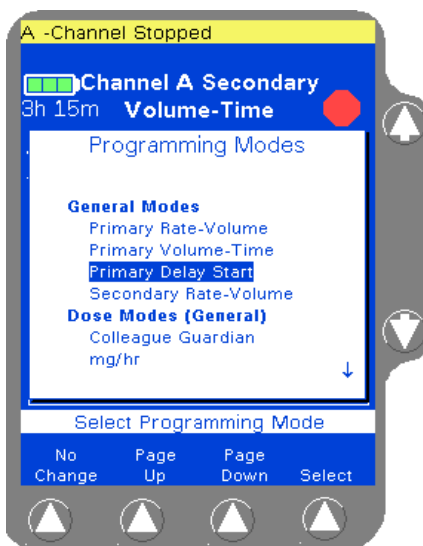 A -Channel Stopped
Channel A Secondary
3h 15m Volume-Time
Programming Modes
General Modes
Primary Rate-Volume
Primary Volume-Time
Primary Delay Start
Secondary Rate-Volume
Dose Modes (General)
Colleague Guardian
mg/hr
↓
Select Programming Mode
No Page Page
Change Up Down Select